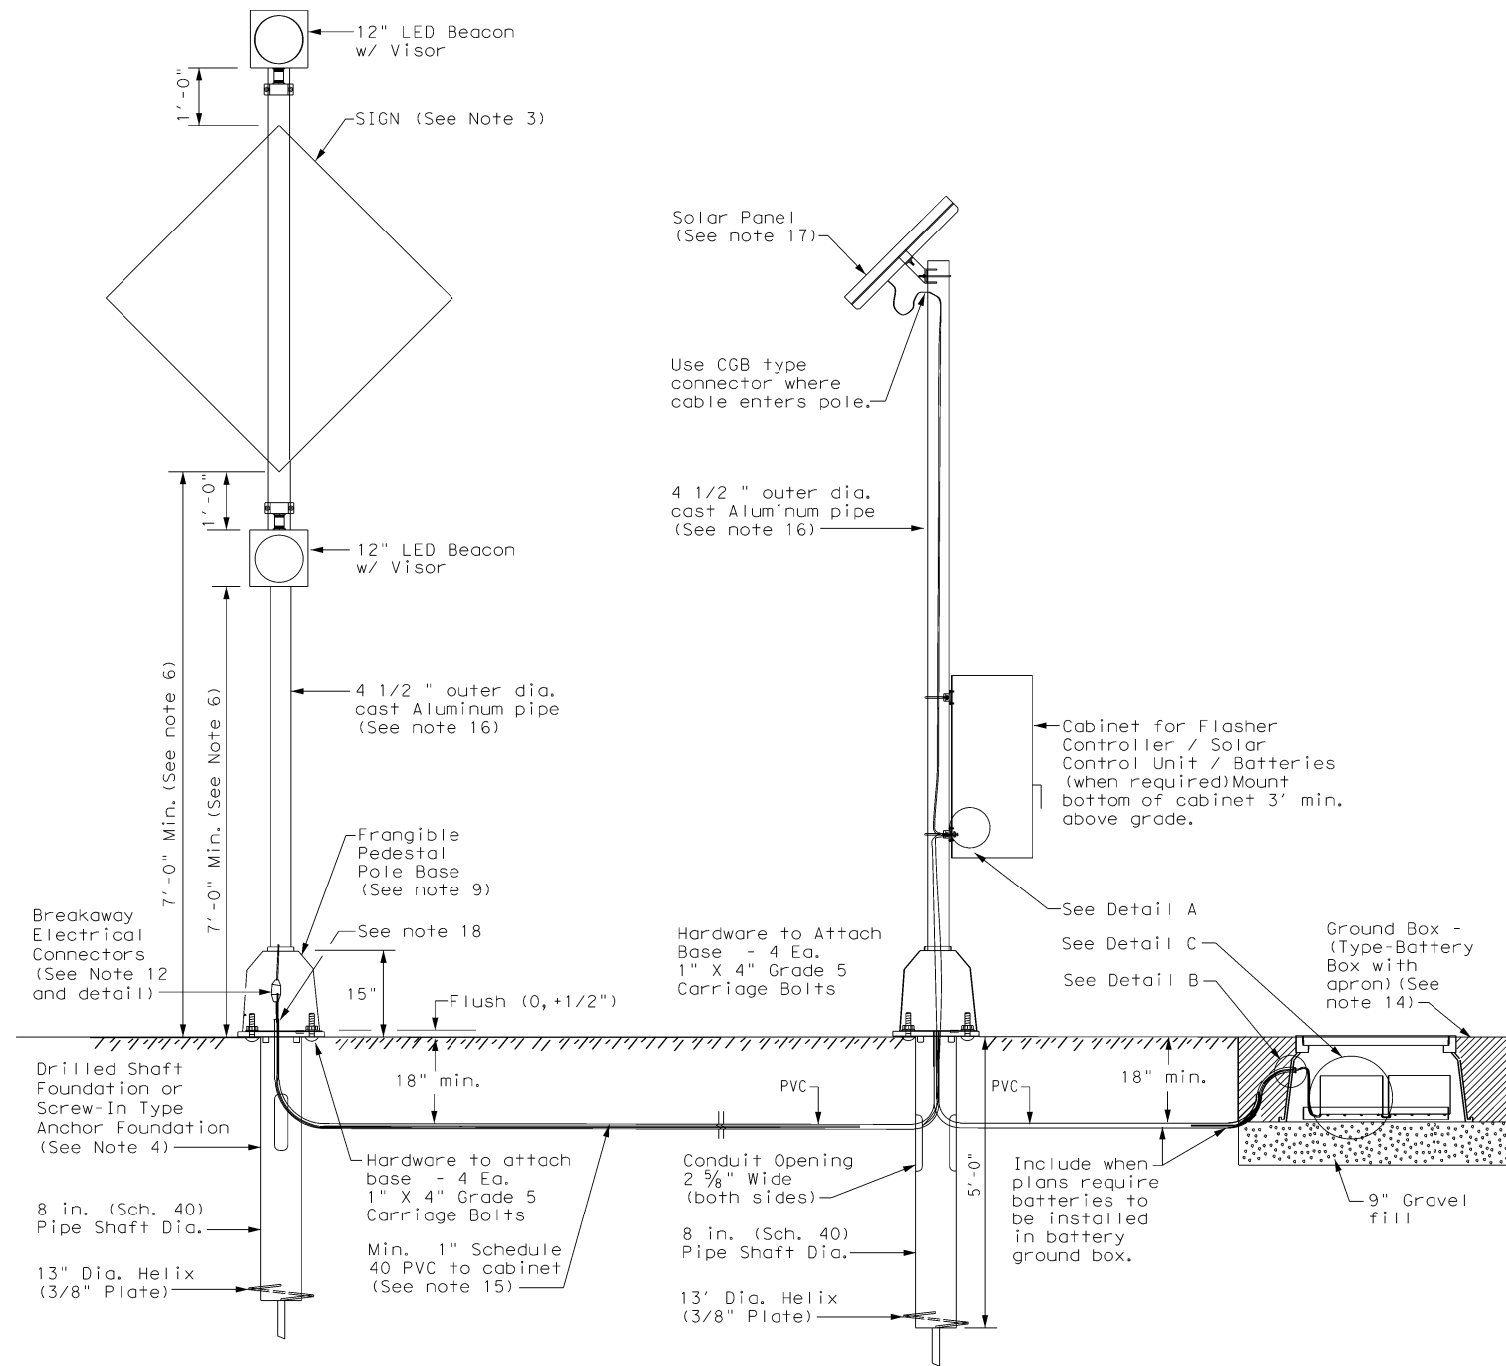 12" LED Beacon
w/ Visor
1'-0"
SIGN (See Note 3)
Solar Panel
(See note 17)
Use CGB type
connector where
cable enters pole.
1'-0"
4 1/2 " outer dia.
cast Aluminum pipe
(See note 16)
12" LED Beacon
w/ Visor
7'-0" Min. (See note 6)
7'-0" Min. (See Note 6)
4 1/2 " outer dia.
cast Aluminum pipe
(See note 16)
Cabinet for Flasher
Controller / Solar
Control Unit / Batteries
(when required)Mount
bottom of cabinet 3' min.
above grade.
Frangible
Pedestal
Pole Base
(See note 9)
Breakaway
Electrical
Connectors
(See Note 12
and detail)
See note 18
15"
Flush (0,+1/2")
Hardware to Attach
Base - 4 Ea.
1" X 4" Grade 5
Carriage Bolts
See Detail A
See Detail C
See Detail B
Ground Box -
(Type-Battery
Box with
apron)(See
note 14)
Drilled Shaft
Foundation or
Screw-In Type
Anchor Foundation
(See Note 4)
18" min.
PVC
PVC
18" min.
8 in. (Sch. 40)
Pipe Shaft Dia.
13" Dia. Helix
(3/8" Plate)
Hardware to attach
base - 4 Ea.
1" X 4" Grade 5
Carriage Bolts
Min. 1" Schedule
40 PVC to cabinet
(See note 15)
Conduit Opening
2 5/8" Wide
(both sides)
8 in. (Sch. 40)
Pipe Shaft Dia.
13' Dia. Helix
(3/8" Plate)
5'-0"
Include when
plans require
batteries to
be installed
in battery
ground box.
9" Gravel
fill